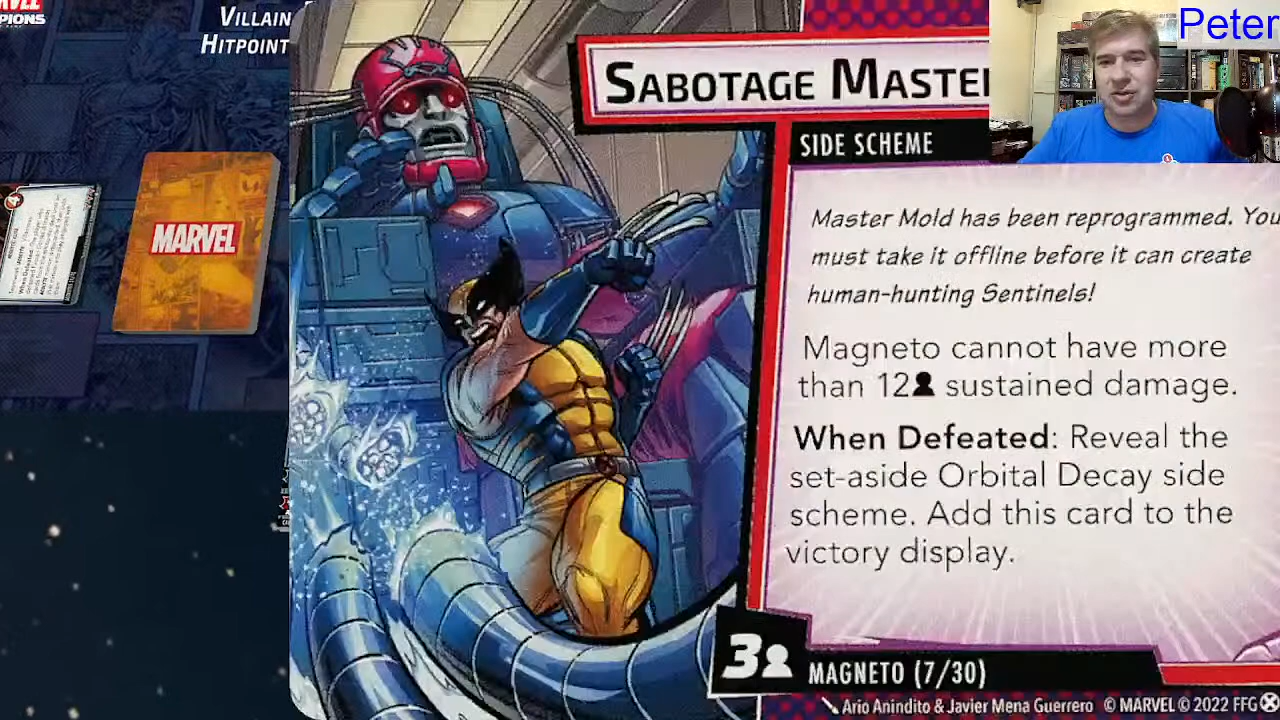 MARVEL
PIONS
VILLAIN
HITPOINT
Peter
SABOTAGE MASTE
SIDE SCHEME
Master Mold has been reprogrammed. You
must take it offline before it can create
human-hunting Sentinels!
Magneto cannot have more
than 12 sustained damage.
When Defeated: Reveal the
set-aside Orbital Decay side
scheme. Add this card to the
victory display.
3
MAGNETO (7/30)
Ario Anindito & Javier Mena Guerrero © MARVEL © 2022 FFG
MARVEL